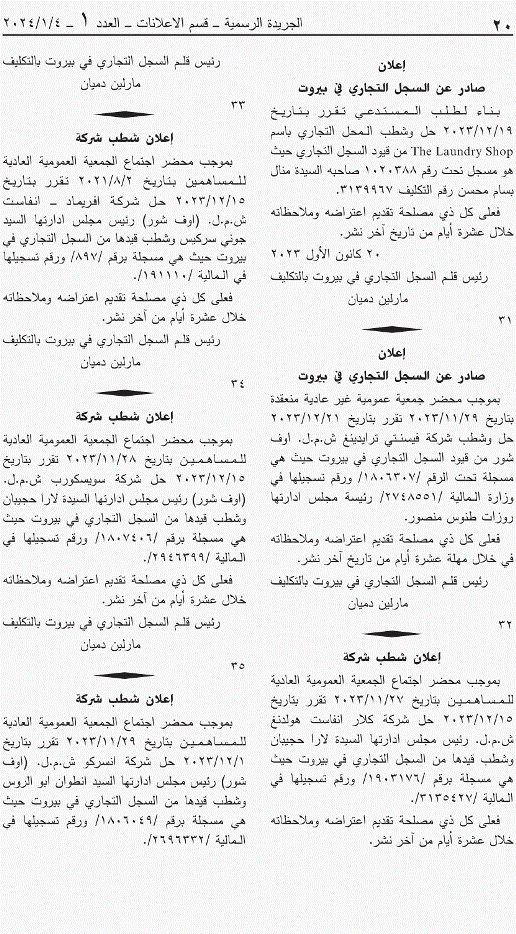 ٢٠
الجريدة الرسمية – قسم الاعلانات – العدد ١ – ٢٠٢٤/١/٤
إعلان
صادر عن السجل التجاري في بيروت
بناء لطلب المستدعي تقرر بتاريخ
٢٠٢٣/١٢/١٩ حل وشطب المحل التجاري باسم
The Laundry Shop من قيود السجل التجاري حيث
هو مسجل تحت رقم ١٠٢٠٣٨٨ صاحبه السيدة منال
بسام محسن رقم التكليف ٣١٣٩٩٦٧.
فعلى كل ذي مصلحة تقديم اعتراضه وملاحظاته
خلال عشرة أيام من تاريخ آخر نشر.
٢٠ كانون الأول ٢٠٢٣
رئيس قلم السجل التجاري في بيروت بالتكليف
مارلين دميان
٣١
إعلان
صادر عن السجل التجاري في بيروت
بموجب محضر جمعية عمومية غير عادية منعقدة
بتاريخ ٢٠٢٣/١١/٢٩ تقرر بتاريخ ٢٠٢٣/١٢/٢١
حل وشطب شركة فيسنتي ترايدينغ ش.م.ل. اوف
شور من قيود السجل التجاري في بيروت حيث هي
مسجلة تحت الرقم /١٨٠٦٣٠٧/ ورقم تسجيلها في
وزارة المالية /٢٧٤٨٥٥١/ رئيسة مجلس ادارتها
روزات طنوس منصور.
فعلى كل ذي مصلحة تقديم اعتراضه وملاحظاته
في خلال مهلة عشرة أيام من تاريخ آخر نشر.
رئيس قلم السجل التجاري في بيروت بالتكليف
مارلين دميان
٣٢
إعلان شطب شركة
بموجب محضر اجتماع الجمعية العمومية العادية
للمساهمين بتاريخ ٢٠٢٣/١١/٢٧ تقرر بتاريخ
٢٠٢٣/١٢/١٥ حل شركة كلار انفاست هولدنغ
ش.م.ل. رئيس مجلس ادارتها السيدة لارا حجيبان
وشطب قيدها من السجل التجاري في بيروت حيث
هي مسجلة برقم /١٩٠٣١٧٦/ ورقم تسجيلها في
المالية /٣١٣٥٤٢٧/.
فعلى كل ذي مصلحة تقديم اعتراضه وملاحظاته
خلال عشرة أيام من آخر نشر.
رئيس قلم السجل التجاري في بيروت بالتكليف
مارلين دميان
٣٣
إعلان شطب شركة
بموجب محضر اجتماع الجمعية العمومية العادية
للمساهمين بتاريخ ٢٠٢١/٨/٢ تقرر بتاريخ
٢٠٢٣/١٢/١٥ حل شركة افريماد – انفاست
ش.م.ل. (اوف شور) رئيس مجلس ادارتها السيد
جوني سركيس وشطب قيدها من السجل التجاري في
بيروت حيث هي مسجلة برقم /٨٩٧/ ورقم تسجيلها
في المالية /١٩١١١٠/.
فعلى كل ذي مصلحة تقديم اعتراضه وملاحظاته
خلال عشرة أيام من آخر نشر.
رئيس قلم السجل التجاري في بيروت بالتكليف
مارلين دميان
٣٤
إعلان شطب شركة
بموجب محضر اجتماع الجمعية العمومية العادية
للمساهمين بتاريخ ٢٠٢٣/١١/٢٨ تقرر بتاريخ
٢٠٢٣/١٢/١٥ حل شركة سويسكورب ش.م.ل.
(اوف شور) رئيس مجلس ادارتها السيدة لارا حجيبان
وشطب قيدها من السجل التجاري في بيروت حيث
هي مسجلة برقم /١٨٠٧٤٠٦/ ورقم تسجيلها في
المالية /٢٩٤٦٣٩٩/.
فعلى كل ذي مصلحة تقديم اعتراضه وملاحظاته
خلال عشرة أيام من آخر نشر.
رئيس قلم السجل التجاري في بيروت بالتكليف
مارلين دميان
٣٥
إعلان شطب شركة
بموجب محضر اجتماع الجمعية العمومية العادية
للمساهمين بتاريخ ٢٠٢٣/١١/٢٩ تقرر بتاريخ
٢٠٢٣/١٢/١ حل شركة انسركو ش.م.ل. (اوف
شور) رئيس مجلس ادارتها السيد انطوان ابو الروس
وشطب قيدها من السجل التجاري في بيروت حيث
هي مسجلة برقم /١٨٠٦٠٤٩/ ورقم تسجيلها في
المالية /٢٦٩٦٣٣٢/.